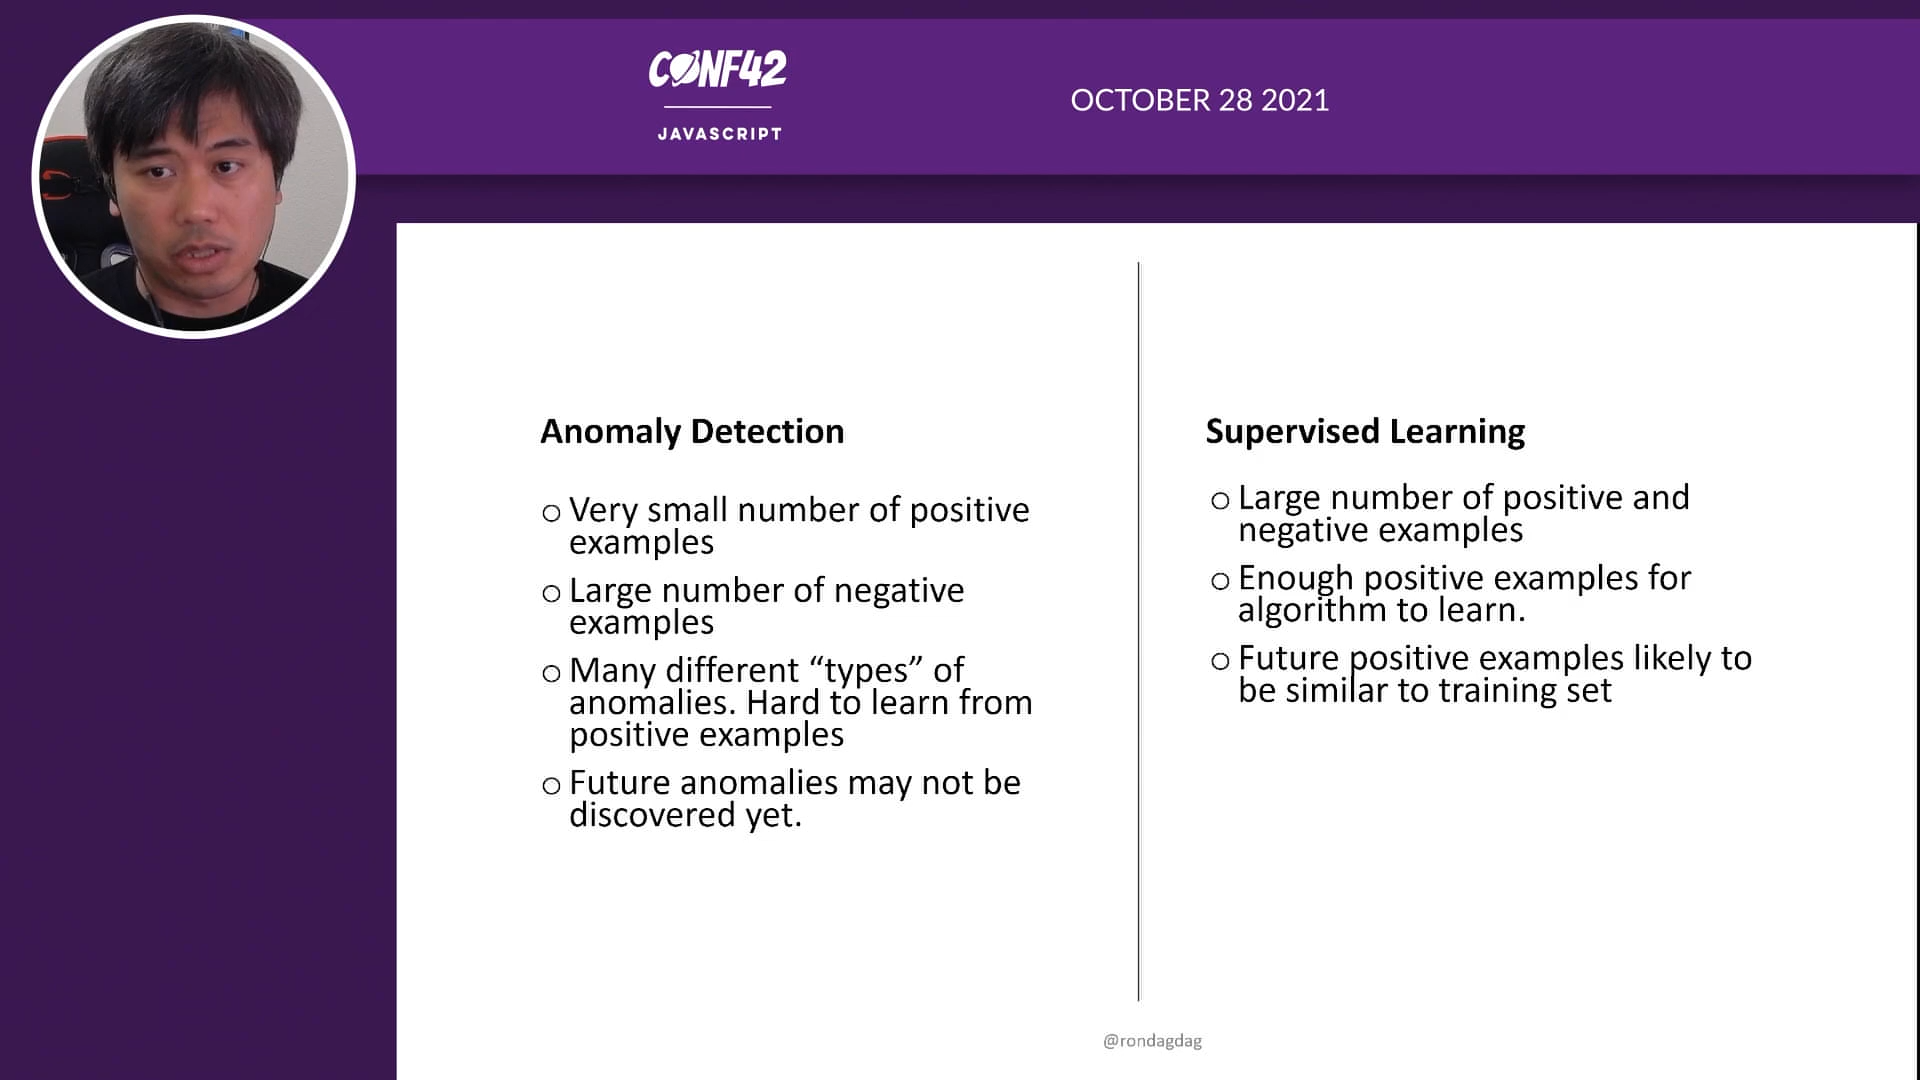 CONF42
JAVASCRIPT
OCTOBER 28 2021
Anomaly Detection
○ Very small number of positive
examples
○ Large number of negative
examples
○ Many different “types” of
anomalies. Hard to learn from
positive examples
○ Future anomalies may not be
discovered yet.
Supervised Learning
○ Large number of positive and
negative examples
○ Enough positive examples for
algorithm to learn.
○ Future positive examples likely to
be similar to training set
@rondagdag